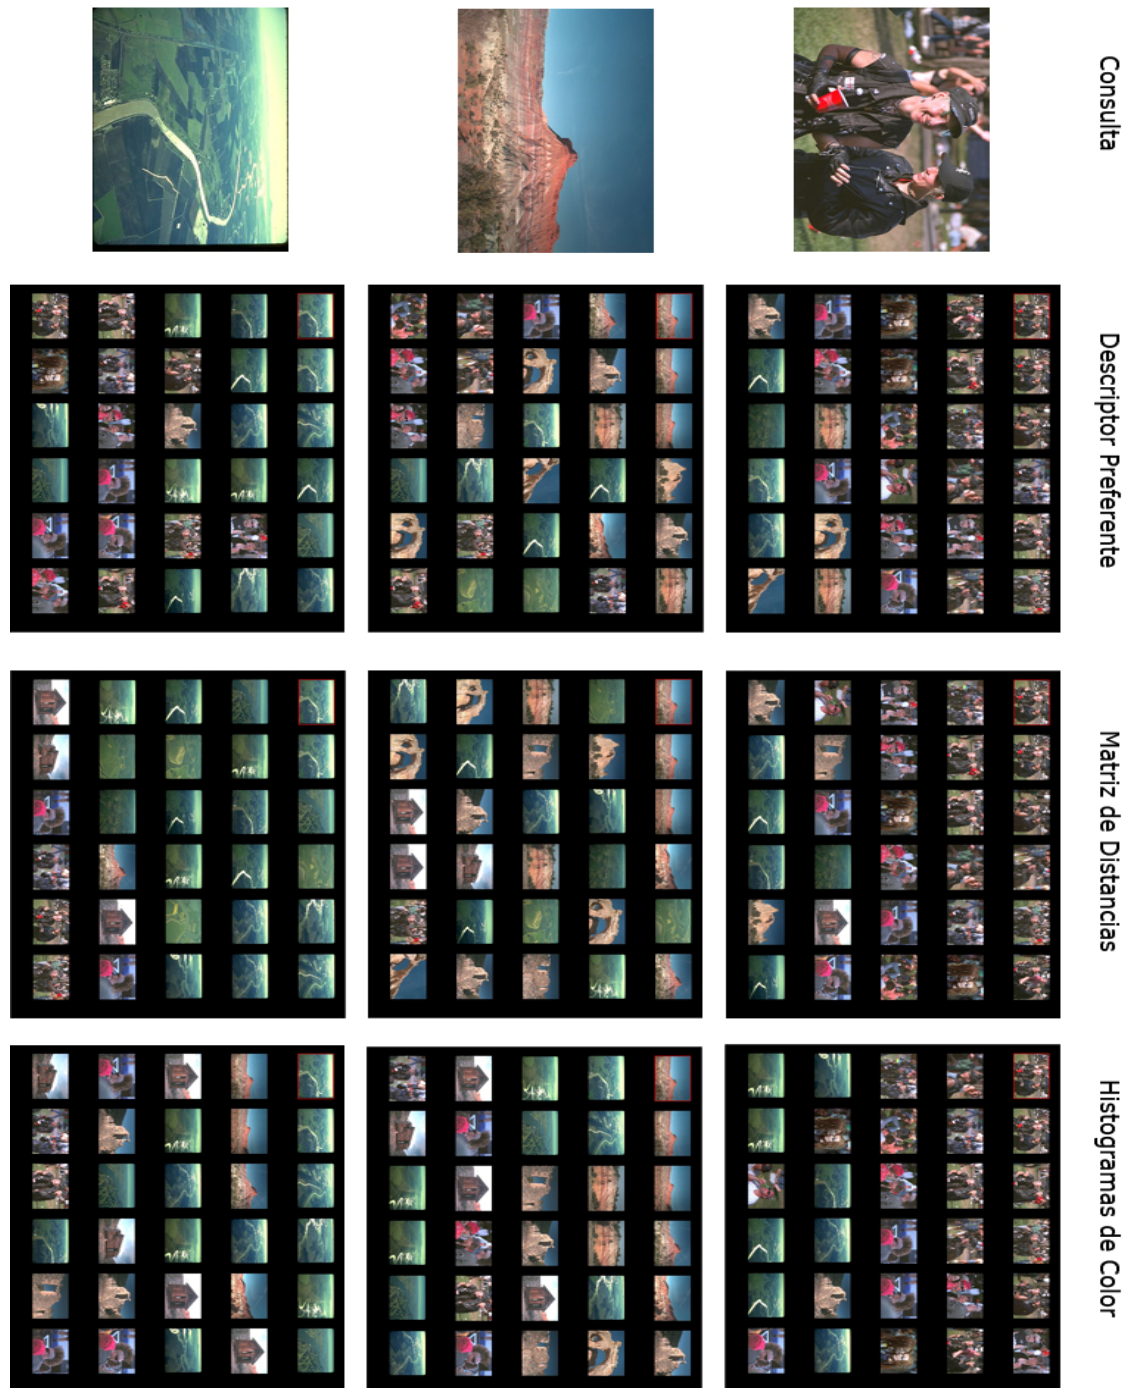 Consulta
Descriptor Preferente
Matriz de Distancias
Histogramas de Color